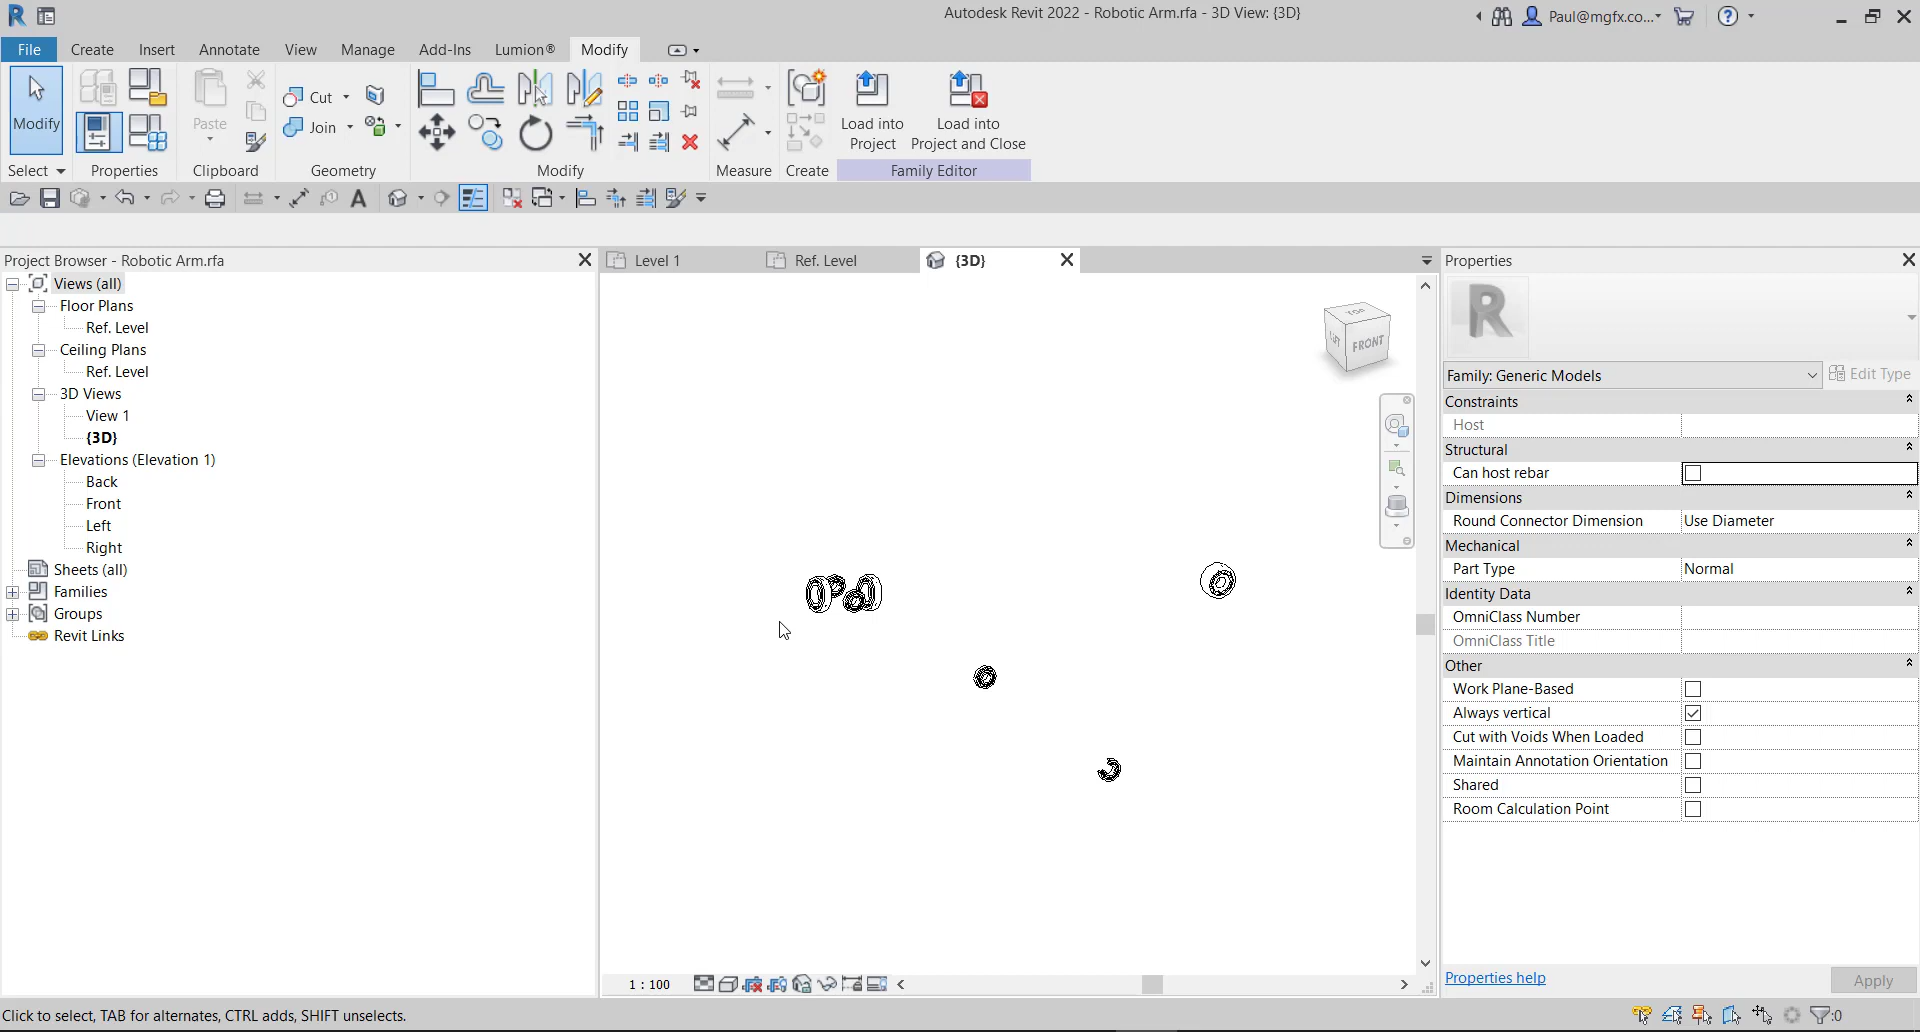 Autodesk Revit 2022 - Robotic Arm.rfa - 3D View: {3D}
Paul@mgfx.co...
File
Create
Insert
Annotate
View
Manage
Add-Ins
Lumion®
Modify
Modify
Paste
Cut
Join
Load into
Project
Load into
Project and Close
Select
Properties
Clipboard
Geometry
Modify
Measure
Create
Family Editor
Project Browser - Robotic Arm.rfa
Views (all)
Floor Plans
Ref. Level
Ceiling Plans
Ref. Level
3D Views
View 1
{3D}
Elevations (Elevation 1)
Back
Front
Left
Right
Sheets (all)
Families
Groups
Revit Links
Level 1
Ref. Level
{3D}
TOP
LEFT
FRONT
1 : 100
Properties
Family: Generic Models
Edit Type
Constraints
Host
Structural
Can host rebar
Dimensions
Round Connector Dimension
Use Diameter
Mechanical
Part Type
Normal
Identity Data
OmniClass Number
OmniClass Title
Other
Work Plane-Based
Always vertical
Cut with Voids When Loaded
Maintain Annotation Orientation
Shared
Room Calculation Point
Properties help
Apply
Click to select, TAB for alternates, CTRL adds, SHIFT unselects.
:0